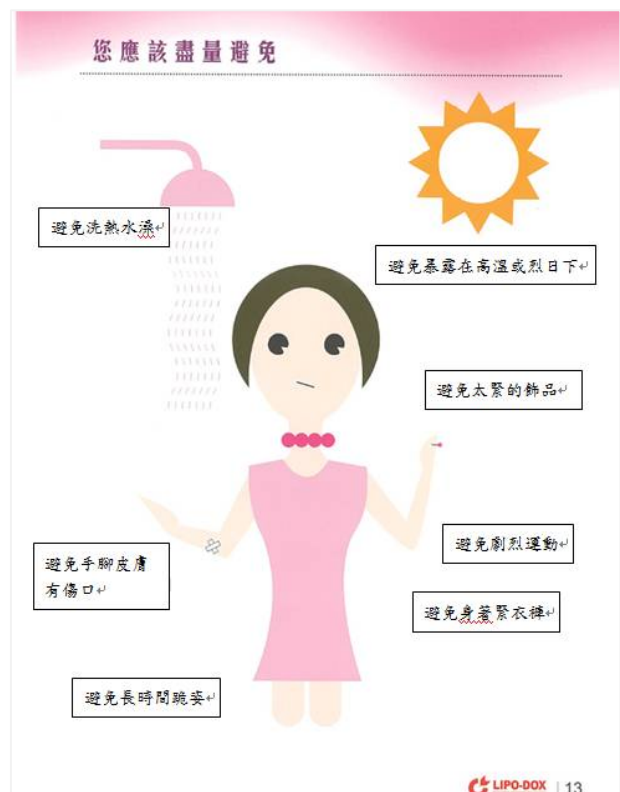 您應該盡量避免
避免洗熱水澡
避免暴露在高溫或烈日下
避免太緊的飾品
避免劇烈運動
避免手腳皮膚
有傷口
避免身著緊衣褲
避免長時間跪姿
LIPO-DOX | 13